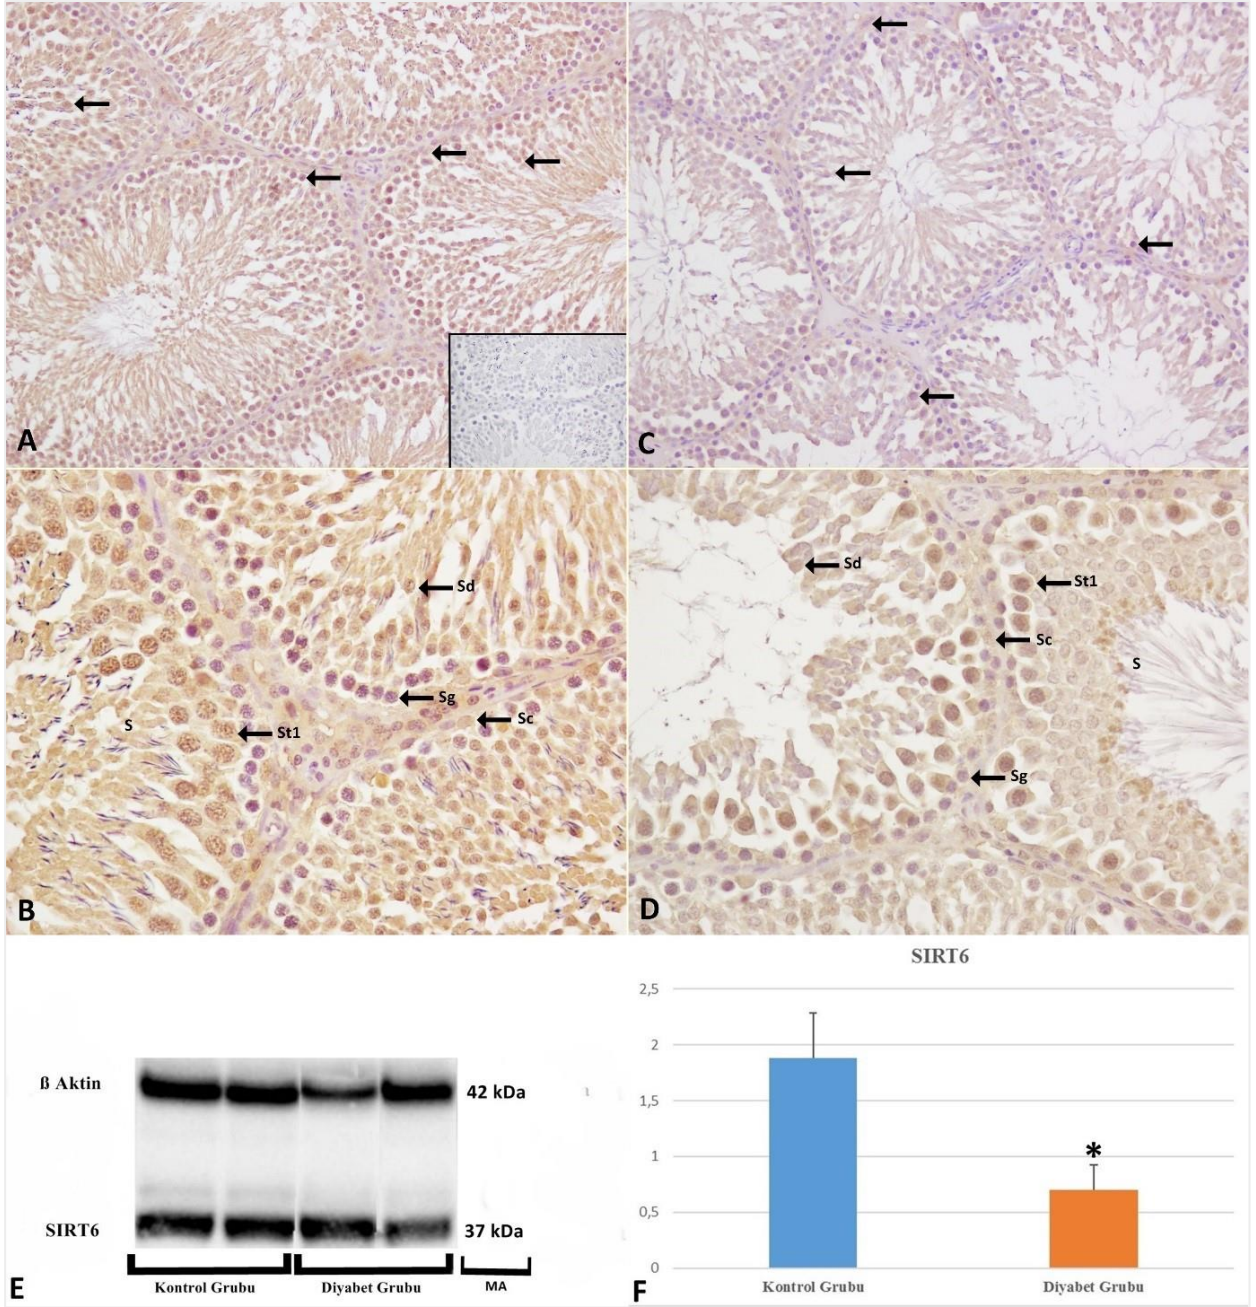 A
C
Sd
Sg
Sc
S
St1
B
Sd
St1
Sc
S
Sg
D
ß Aktin
42 kDa
SIRT6
37 kDa
Kontrol Grubu
Diyabet Grubu
MA
E
SIRT6
2,5
2
1,5
1
0,5
0
*
Kontrol Grubu
Diyabet Grubu
F